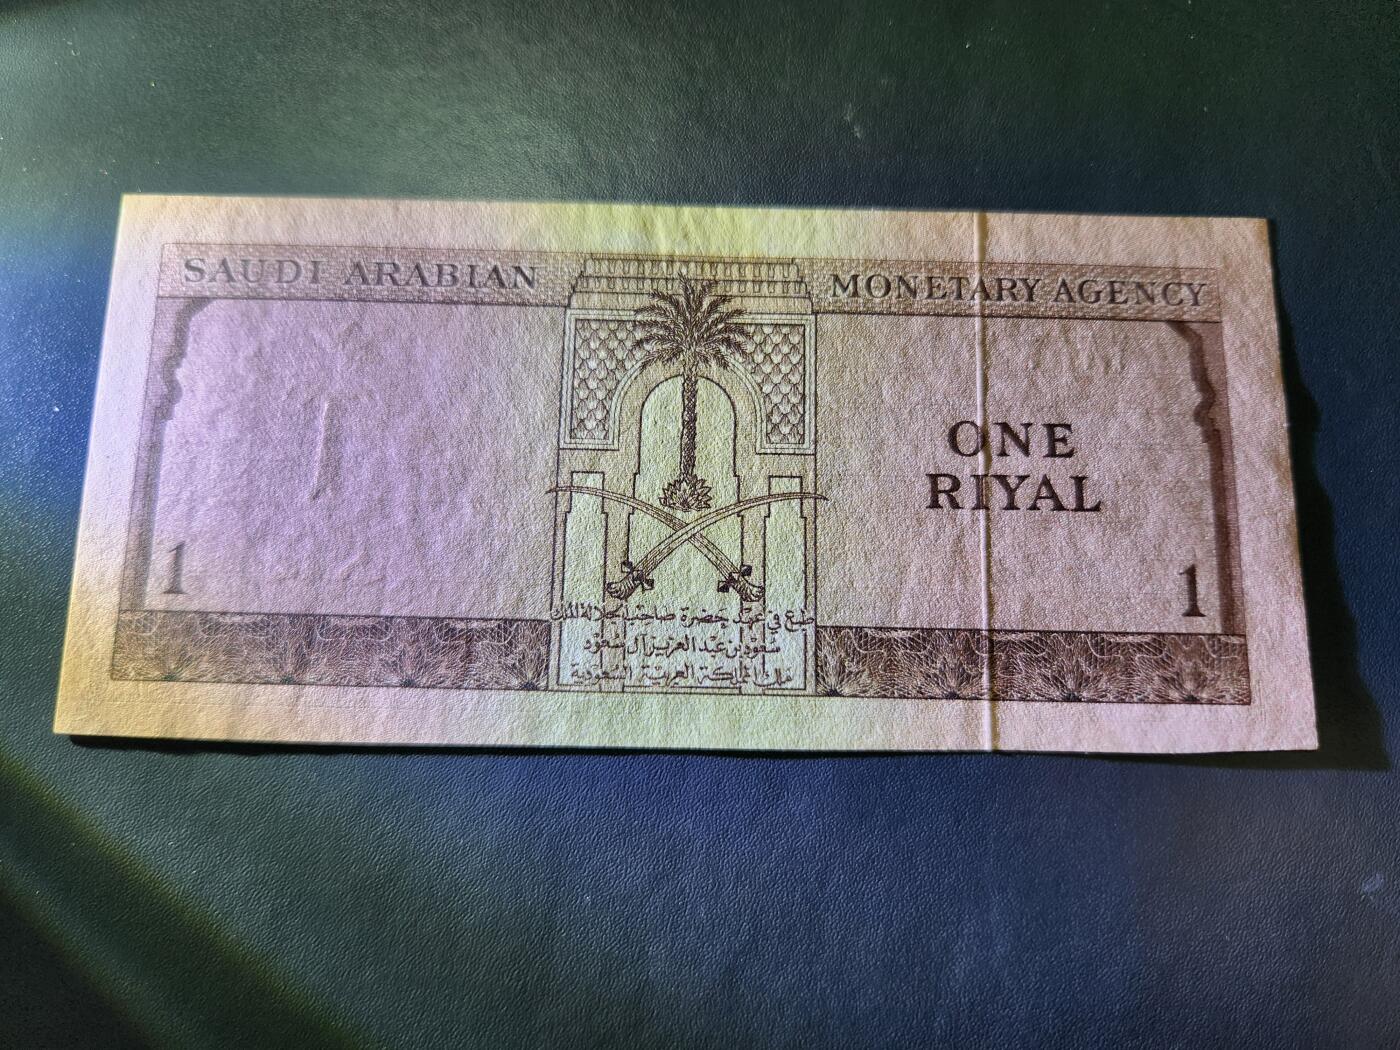 SAUDI ARABIAN MONETARY AGENCY
ONE
RIYAL
1 1
طبع في عهد حضرة صاحب الجلالة الملك
سعود بن عبد العزيز آل سعود
ملك المملكة العربية السعودية